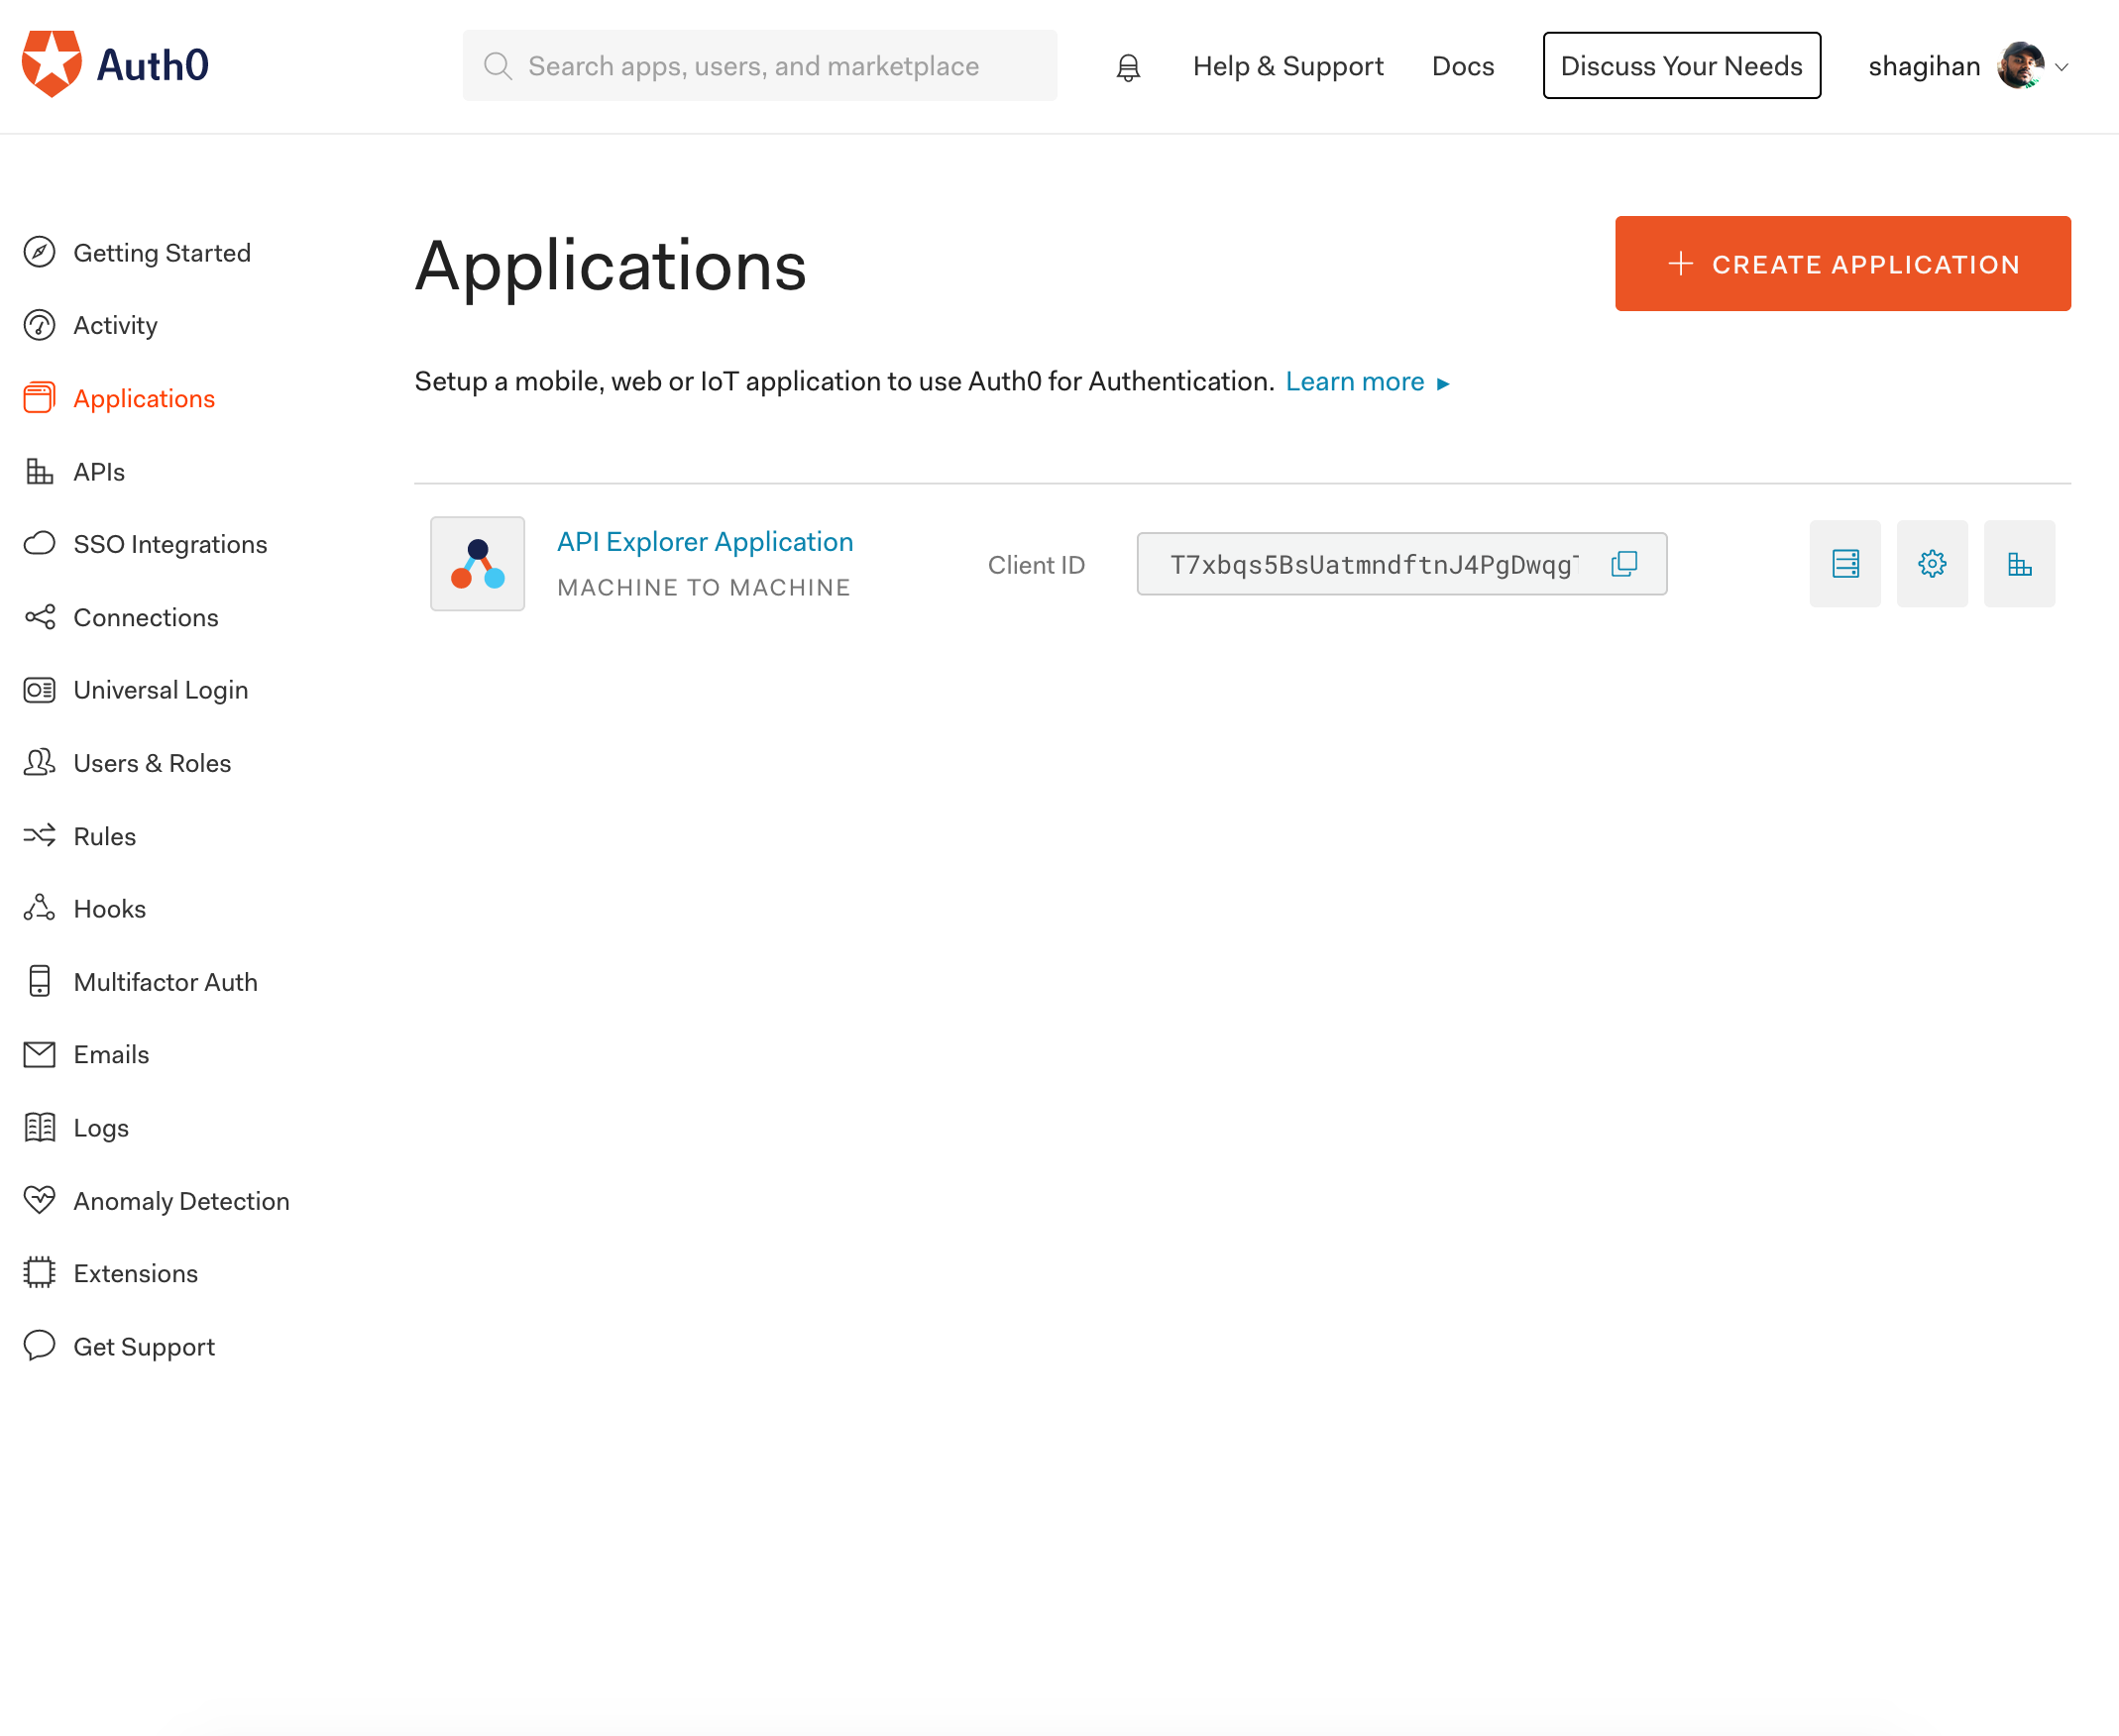 Auth0
Search apps, users, and marketplace
Help & Support
Docs
Discuss Your Needs
shagihan
Getting Started
Activity
Applications
APIs
SSO Integrations
Connections
Universal Login
Users & Roles
Rules
Hooks
Multifactor Auth
Emails
Logs
Anomaly Detection
Extensions
Get Support
Applications
CREATE APPLICATION
Setup a mobile, web or IoT application to use Auth0 for Authentication. Learn more ▸
API Explorer Application
MACHINE TO MACHINE
Client ID
T7xbqs5BsUatmndftnJ4PgDwqg